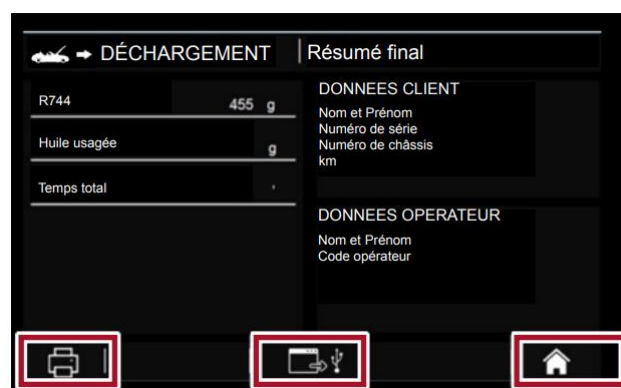 DÉCHARGEMENT
Résumé final
R744 455 g
Huile usagée g
Temps total '
DONNEES CLIENT
Nom et Prénom
Numéro de série
Numéro de châssis
km
DONNEES OPERATEUR
Nom et Prénom
Code opérateur